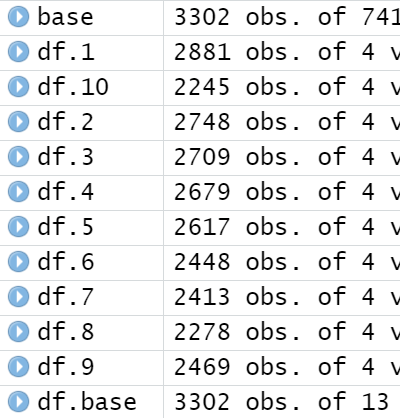 base 3302 obs. of 741
df.1 2881 obs. of 4 v
df.10 2245 obs. of 4 v
df.2 2748 obs. of 4 v
df.3 2709 obs. of 4 v
df.4 2679 obs. of 4 v
df.5 2617 obs. of 4 v
df.6 2448 obs. of 4 v
df.7 2413 obs. of 4 v
df.8 2278 obs. of 4 v
df.9 2469 obs. of 4 v
df.base 3302 obs. of 13